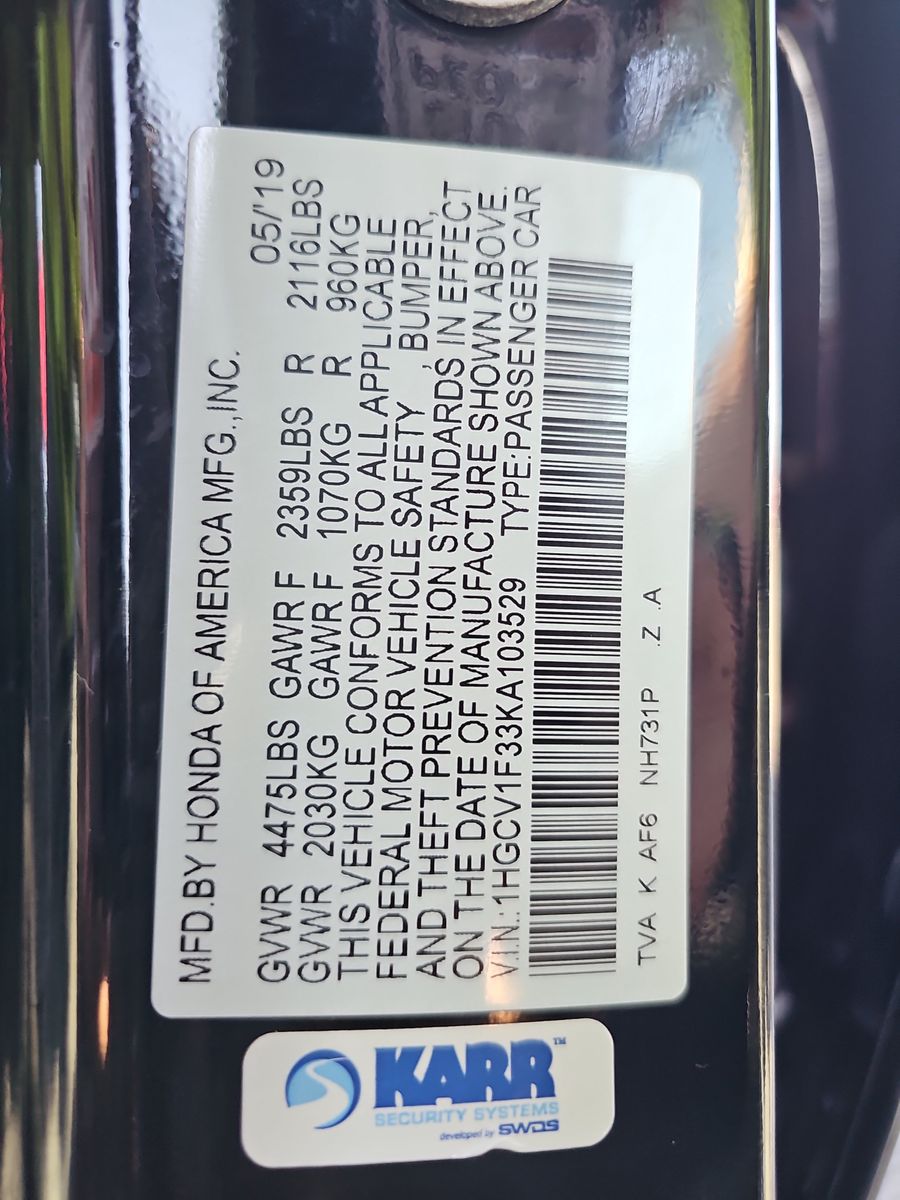 MFD.BY HONDA OF AMERICA MFG.,INC.
05/'19
GVWR 4475LBS GAWR F 2359LBS R 2116LBS
GVWR 2030KG GAWR F 1070KG R 960KG
THIS VEHICLE CONFORMS TO ALL APPLICABLE
FEDERAL MOTOR VEHICLE SAFETY , BUMPER,
AND THEFT PREVENTION STANDARDS IN EFFECT
ON THE DATE OF MANUFACTURE SHOWN ABOVE.
V.I.N.:1HGCV1F33KA103529 TYPE:PASSENGER CAR
TVA K AF6 NH731P .Z .A
KARR™
SECURITY SYSTEMS
developed by SWDS